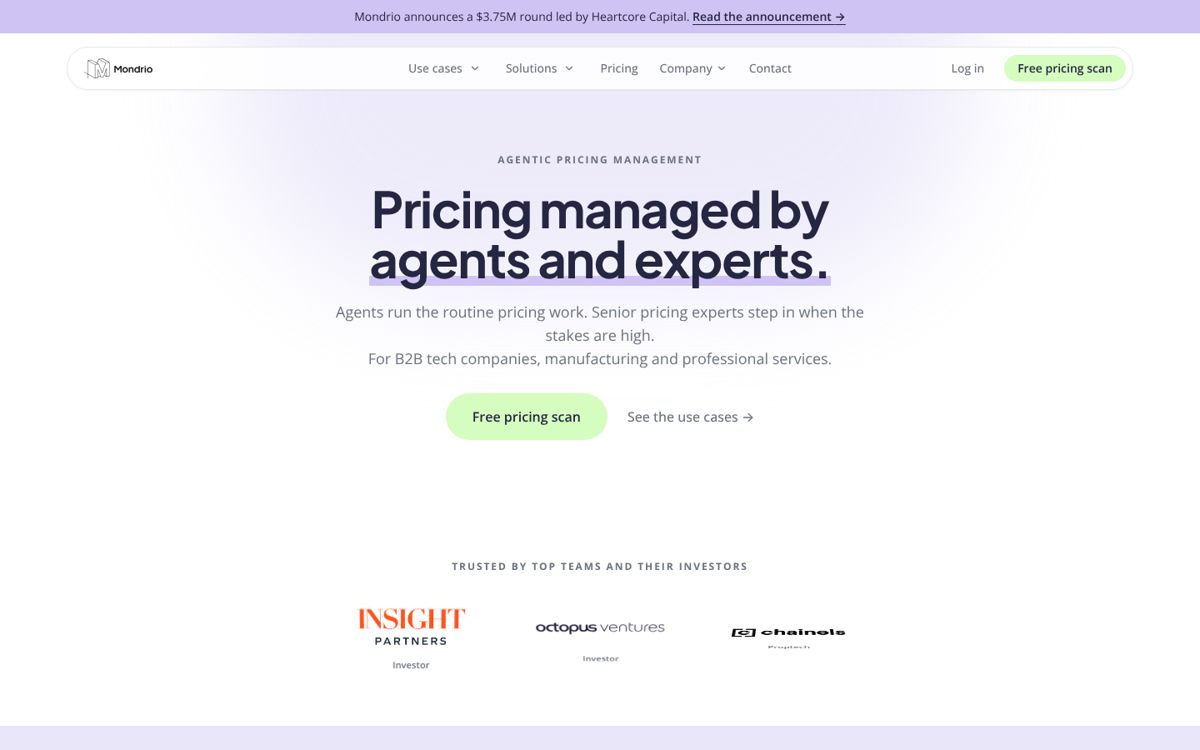 Mondrio announces a $3.75M round led by Heartcore Capital. Read the announcement →
Mondrio
Use cases
Solutions
Pricing
Company
Contact
Log in
Free pricing scan
AGENTIC PRICING MANAGEMENT
Pricing managed by
agents and experts.
Agents run the routine pricing work. Senior pricing experts step in when the
stakes are high.
For B2B tech companies, manufacturing and professional services.
Free pricing scan
See the use cases →
TRUSTED BY TOP TEAMS AND THEIR INVESTORS
INSIGHT
PARTNERS
Investor
octopus ventures
Investor
chainels
Proptech